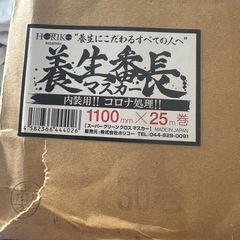 HORIKO "養生にこだわるすべての人へ"
養生番長
マスカー
内装用!! コロナ処理!!
1100mm×25m巻
4582366444026
【スーパーグリーンクロスマスカー】 MADE IN JAPAN
販売元:株式会社ホリコー TEL:044-829-0091